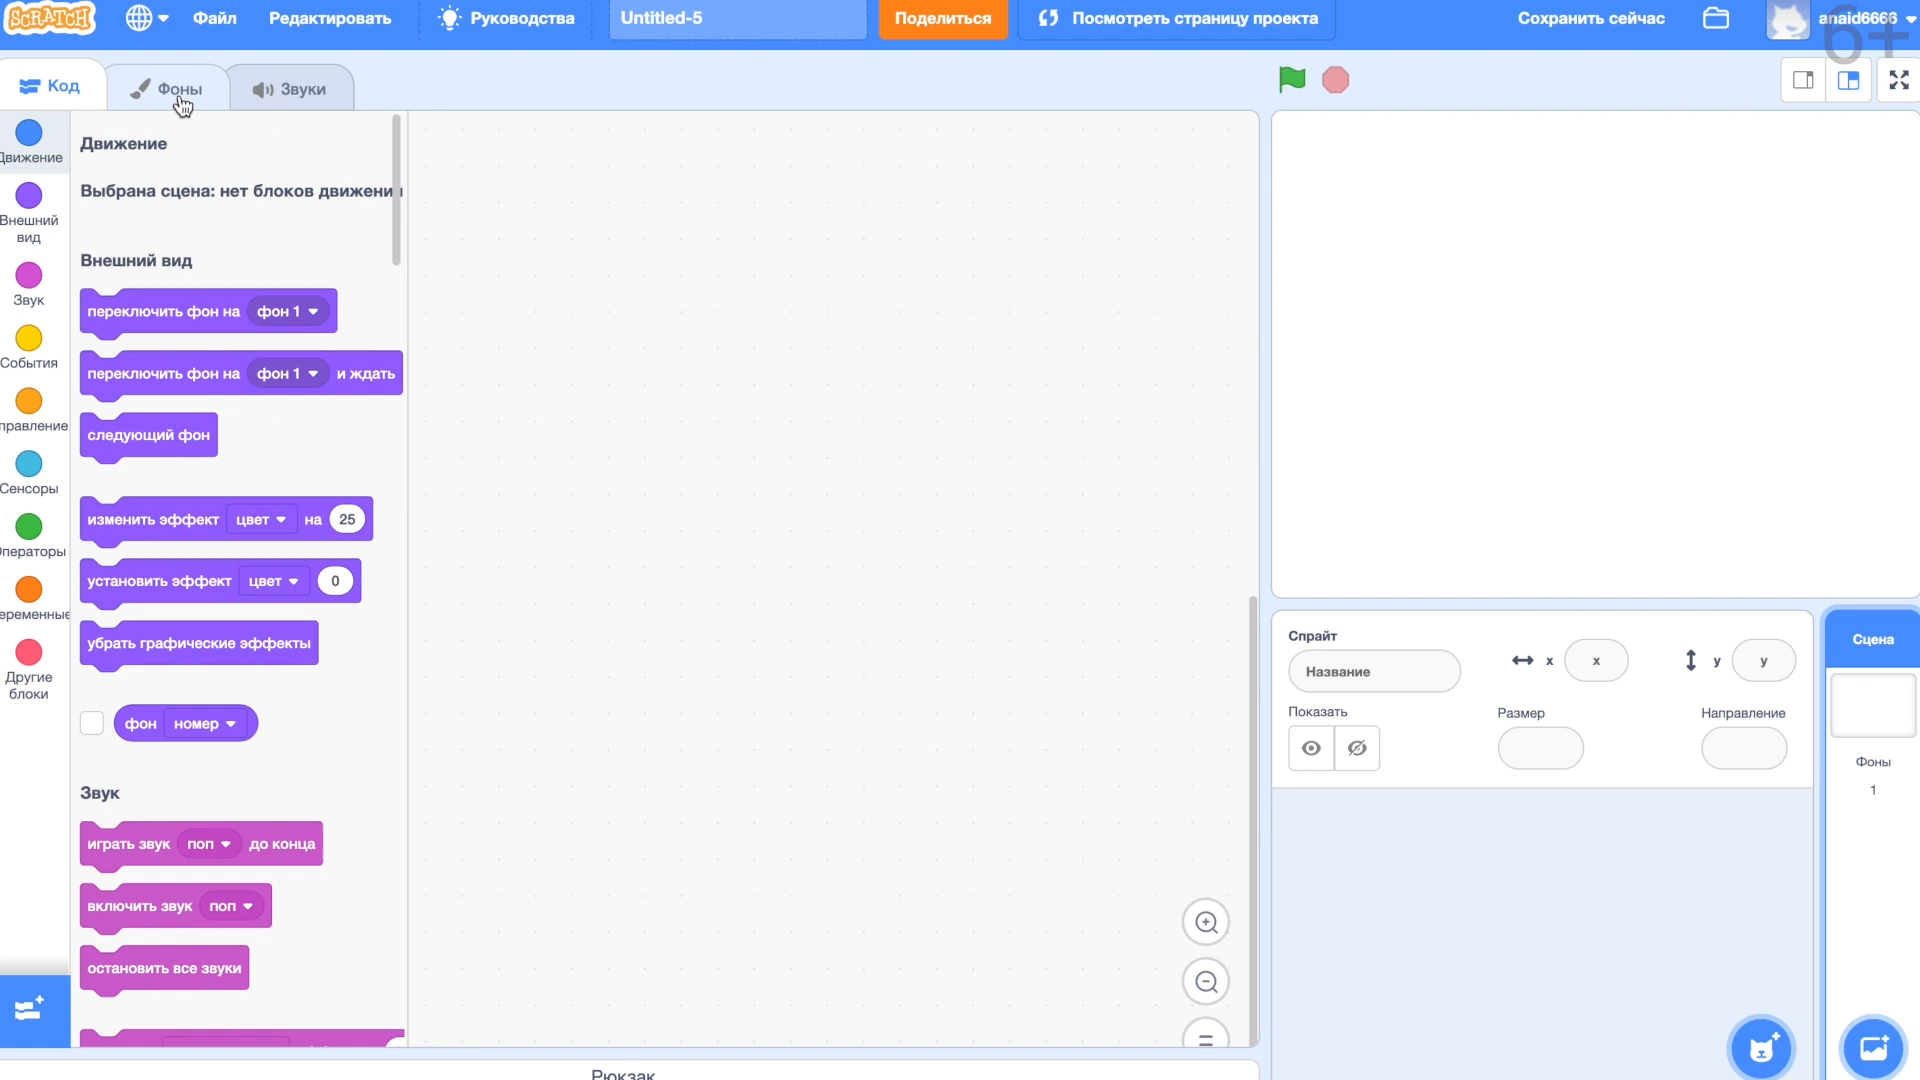 SCRATCH
Файл
Редактировать
Руководства
Untitled-5
Поделиться
Посмотреть страницу проекта
Сохранить сейчас
anaid6666
6+
Код
Фоны
Звуки
Движение
Внешний
вид
Звук
События
правление
Сенсоры
ператоры
еременные
Другие
блоки
Движение
Выбрана сцена: нет блоков движени
Внешний вид
переключить фон на фон 1
переключить фон на фон 1 и ждать
следующий фон
изменить эффект цвет на 25
установить эффект цвет 0
убрать графические эффекты
фон номер
Звук
играть звук поп до конца
включить звук поп
остановить все звуки
Рюкзак
Спрайт
Название
x x
y y
Показать
Размер
Направление
Сцена
Фоны
1